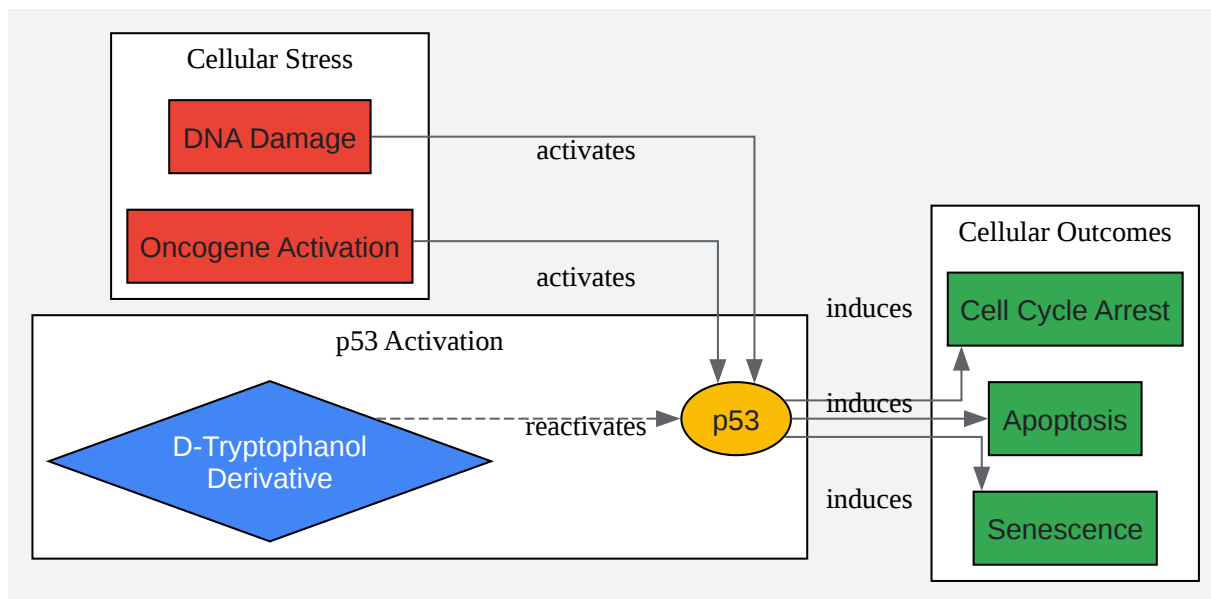 Cellular Stress
DNA Damage
activates
Oncogene Activation
activates
p53 Activation
D-Tryptophanol
Derivative
reactivates
p53
induces
induces
induces
Cellular Outcomes
Cell Cycle Arrest
Apoptosis
Senescence